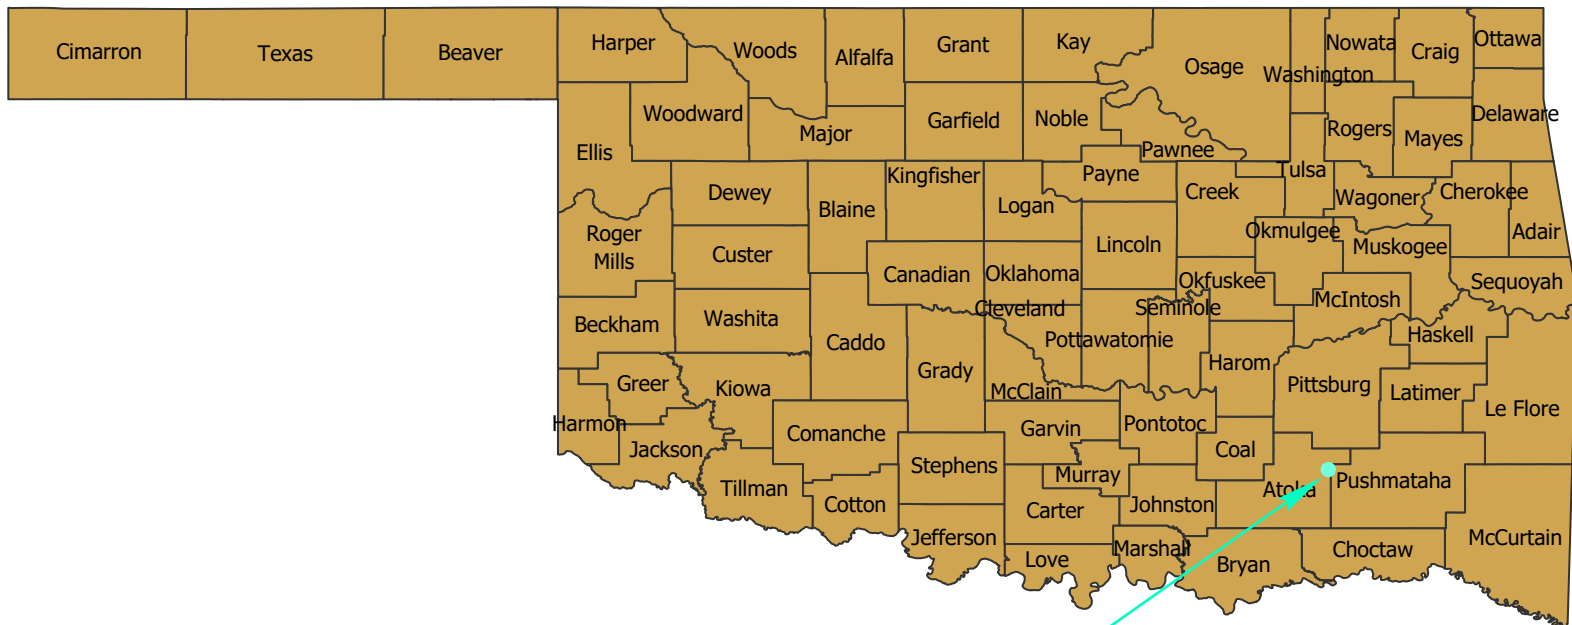 Cimarron
Texas
Beaver
Harper
Woods
Alfalfa
Grant
Kay
Osage
Washington
Nowata
Craig
Ottawa
Ellis
Woodward
Major
Garfield
Noble
Pawnee
Rogers
Mayes
Delaware
Dewey
Blaine
Kingfisher
Logan
Payne
Creek
Tulsa
Wagoner
Cherokee
Adair
Roger
Mills
Custer
Canadian
Oklahoma
Lincoln
Okmulgee
Muskogee
Okfuskee
McIntosh
Sequoyah
Beckham
Washita
Caddo
Grady
Cleveland
Pottawatomie
Seminole
Harom
Pittsburg
Haskell
Latimer
Le Flore
Greer
Kiowa
Harmon
Jackson
Comanche
McClain
Garvin
Pontotoc
Coal
Tillman
Cotton
Stephens
Murray
Johnston
Atoka
Pushmataha
Jefferson
Carter
Love
Marshall
Bryan
Choctaw
McCurtain